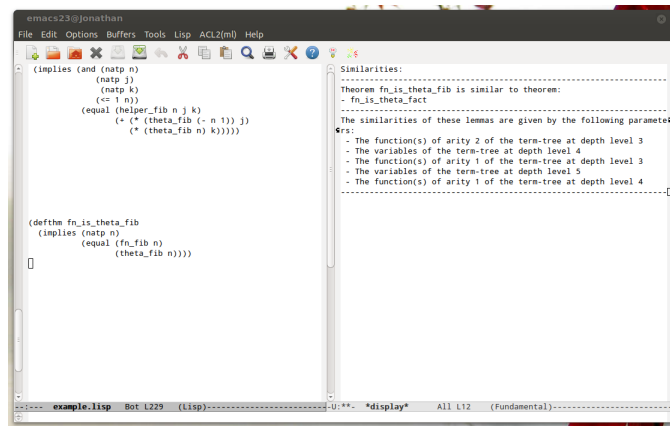 emacs23@Jonathan
File Edit Options Buffers Tools Lisp ACL2(ml) Help
(implies (and (natp n)
(natp j)
(natp k)
(<= 1 n))
(equal (helper_fib n j k)
(+ (* (theta_fib (- n 1)) j)
(* (theta_fib n) k)))))
(defthm fn_is_theta_fib
(implies (natp n)
(equal (fn_fib n)
(theta_fib n))))
--:--- example.lisp Bot L229 (Lisp)------------------------
Similarities:
------------------------------------------------------------------
Theorem fn_is_theta_fib is similar to theorem:
- fn_is_theta_fact
------------------------------------------------------------------
The similarities of these lemmas are given by the following paramete
rs:
- The function(s) of arity 2 of the term-tree at depth level 3
- The variables of the term-tree at depth level 4
- The function(s) of arity 1 of the term-tree at depth level 3
- The variables of the term-tree at depth level 5
- The function(s) of arity 1 of the term-tree at depth level 4
------------------------------------------------------------------
-U:**- *display* All L12 (Fundamental)------------------------